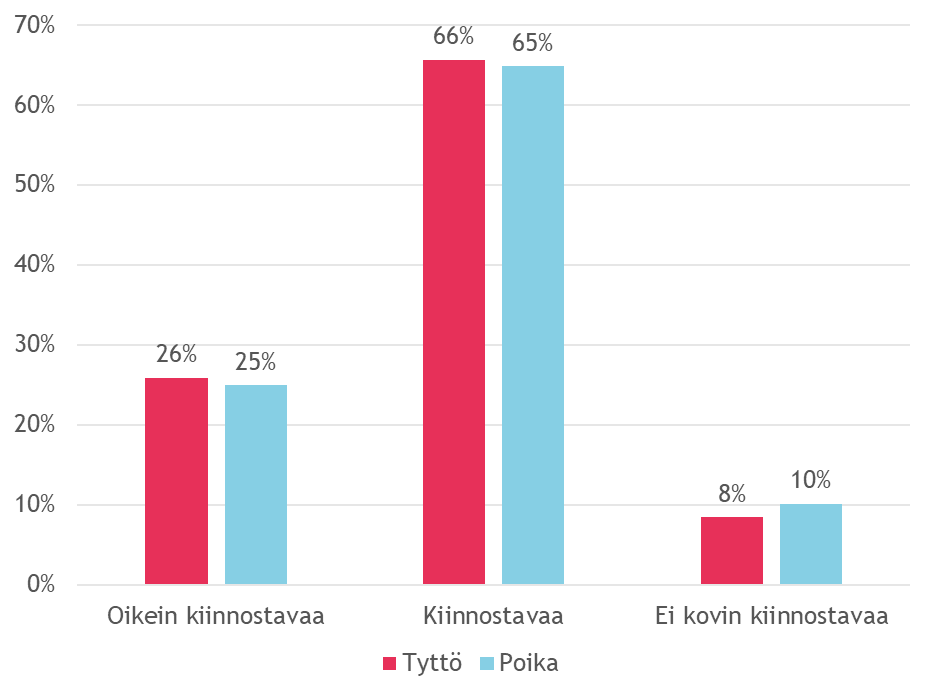 70%
66%
65%
60%
50%
40%
30%
26%
25%
20%
10%
8%
10%
0%
Oikein kiinnostavaa
Kiinnostavaa
Ei kovin kiinnostavaa
Tyttö
Poika